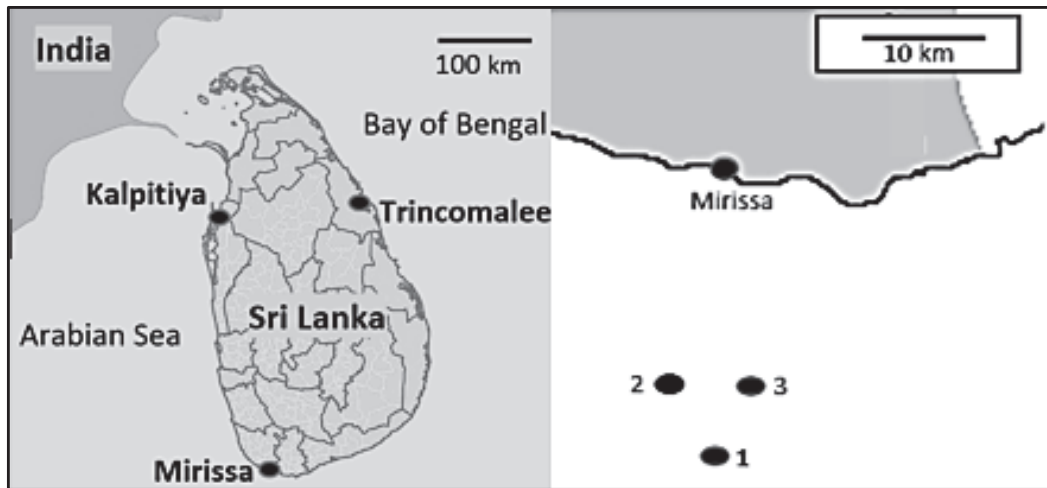 India
100 km
Bay of Bengal
Kalpitiya
Trincomalee
Sri Lanka
Arabian Sea
Mirissa
10 km
Mirissa
2
3
1